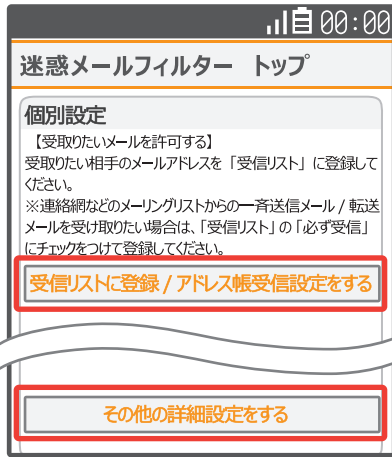 00:00
迷惑メールフィルター トップ
個別設定
【受取りたいメールを許可する】
受取りたい相手のメールアドレスを「受信リスト」に登録して
ください。
※連絡網などのメーリングリストからの一斉送信メール / 転送
メールを受け取りたい場合は、「受信リスト」の「必ず受信」
にチェックをつけて登録してください。
受信リストに登録 / アドレス帳受信設定をする
その他の詳細設定をする